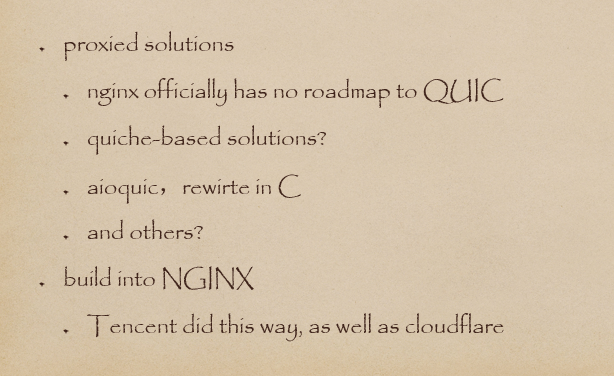 proxied solutions
nginx officially has no roadmap to QUIC
quiche-based solutions?
aioquic，rewirte in C
and others?
build into NGINX
Tencent did this way, as well as cloudflare